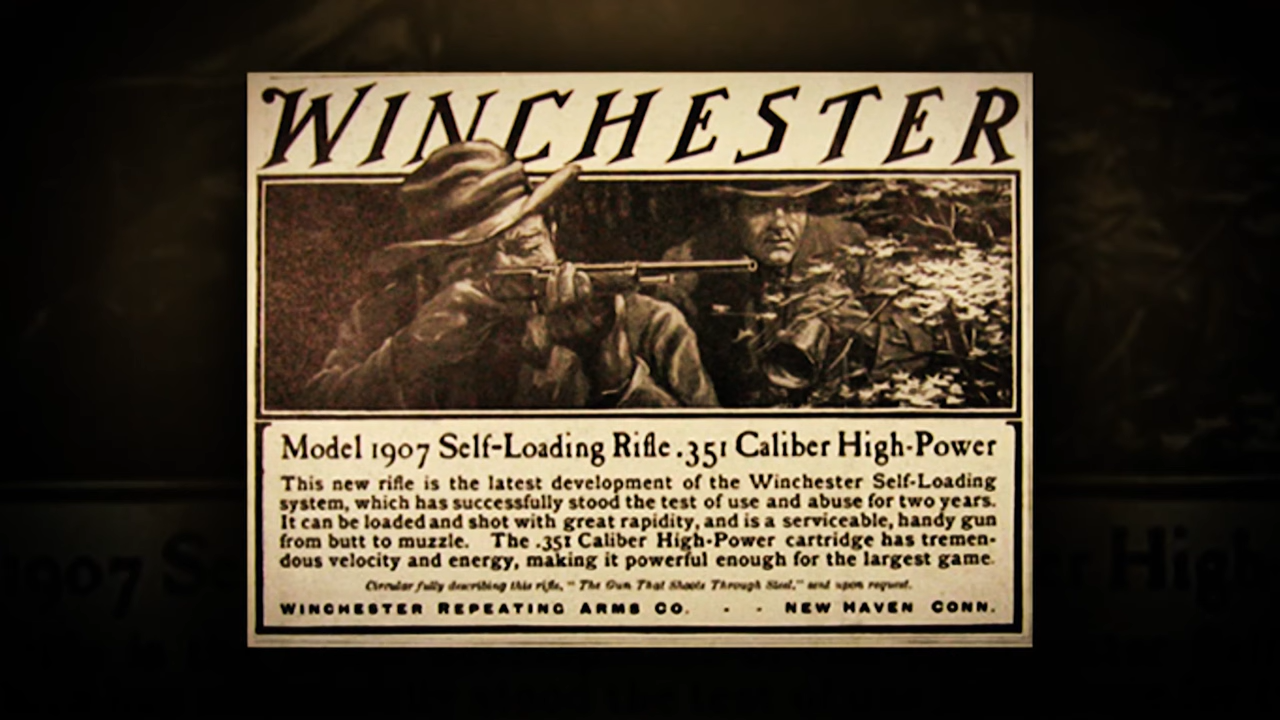 WINCHESTER
Model 1907 Self-Loading Rifle .351 Caliber High-Power
This new rifle is the latest development of the Winchester Self-Loading
system, which has successfully stood the test of use and abuse for two years.
It can be loaded and shot with great rapidity, and is a serviceable, handy gun
from butt to muzzle. The .351 Caliber High-Power cartridge has tremen-
dous velocity and energy, making it powerful enough for the largest game.
Circular fully describing this rifle, "The Gun That Shoots Through Steel," send upon request.
WINCHESTER REPEATING ARMS CO. - - NEW HAVEN CONN.